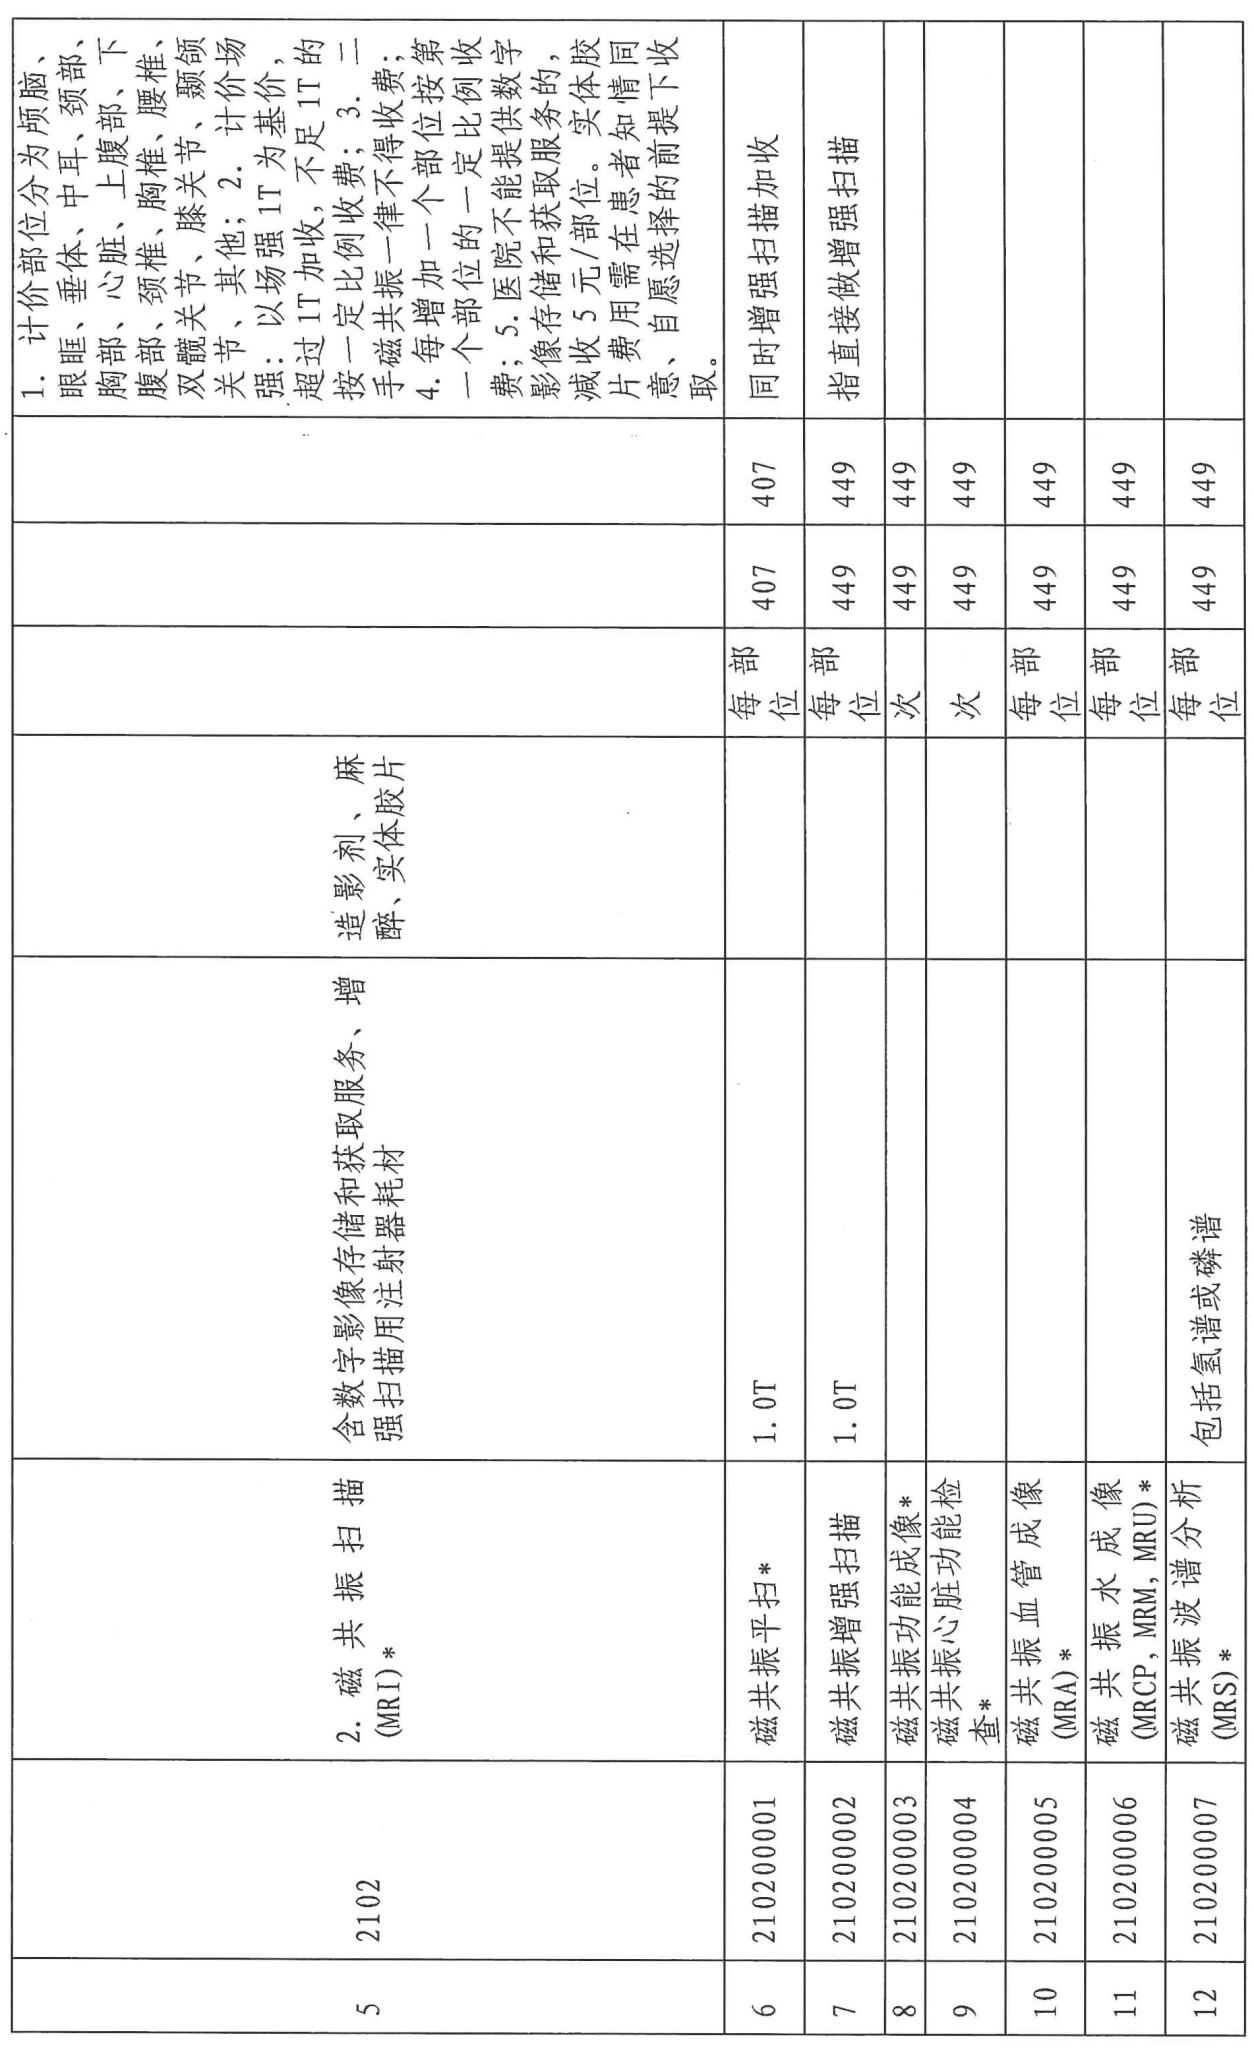 5
2102
2. 磁共振扫描
(MRI)*
含数字影像存储和获取服务、增
强扫描用注射器耗材
造影剂、麻
醉、实体胶片
1. 计价部位分为颅脑、
眼眶、垂体、中耳、颈部、
胸部、心脏、上腹部、下
腹部、颈椎、胸椎、腰椎、
双髋关节、膝关节、颞颌
关节、其他；2. 计价场
强：以场强1T为基价，
超过1T加收，不足1T的
按一定比例收费；3. 二
手磁共振一律不得收费；
4. 每增加一个部位按第
一个部位的一定比例收
费；5.医院不能提供数字
影像存储和获取服务的，
减收5元/部位。实体胶
片费用需在患者知情同
意、自愿选择的前提下收
取。
6
210200001
磁共振平扫*
1.0T
每部
位
407
407
同时增强扫描加收
7
210200002
磁共振增强扫描
1.0T
每部
位
449
449
指直接做增强扫描
8
210200003
磁共振功能成像*
次
449
449
9
210200004
磁共振心脏功能检
查*
次
449
449
10
210200005
磁共振血管成像
(MRA)*
每部
位
449
449
11
210200006
磁共振水成像
(MRCP,MRM,MRU)*
每部
位
449
449
12
210200007
磁共振波谱分析
(MRS)*
包括氢谱或磷谱
每部
位
449
449